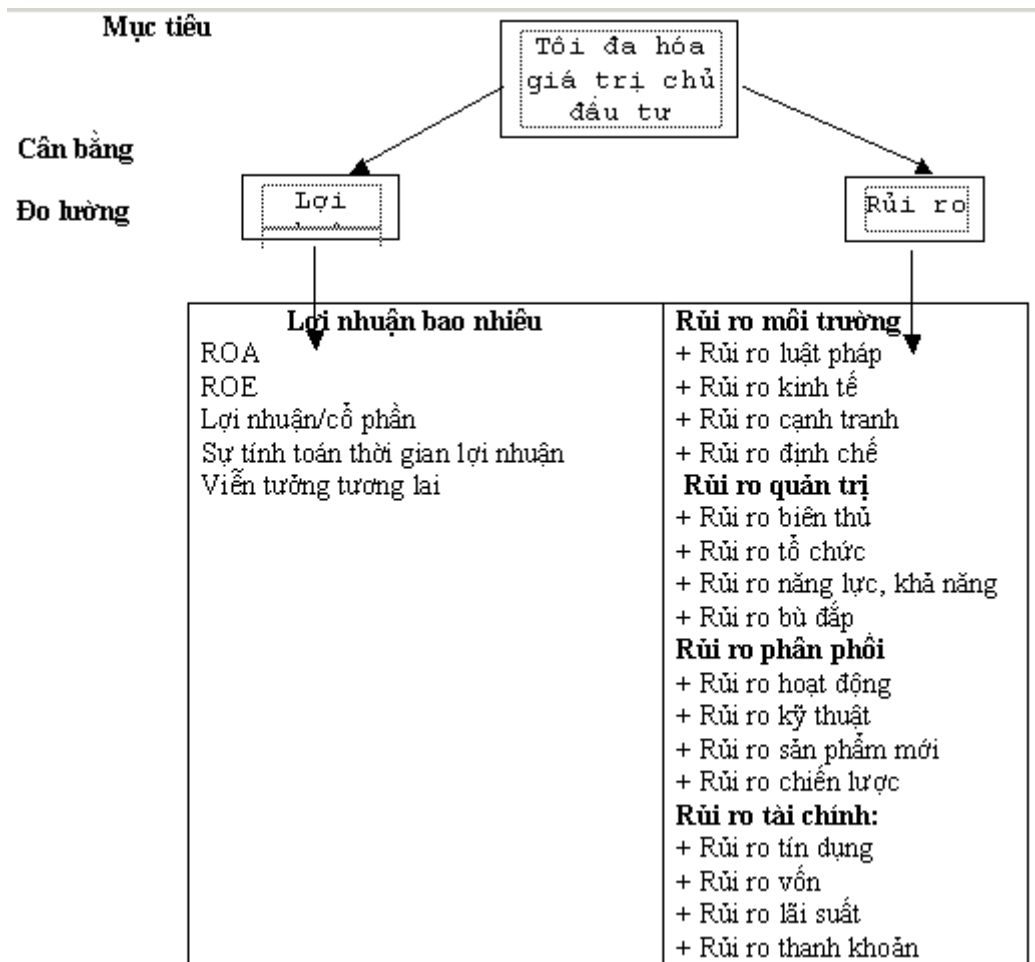 Mục tiêu
Tôi đa hóa
giá trị chủ
đầu tư
Cân bằng
Đo lường
Lợi
Rủi ro
Lợi nhuận bao nhiêu
ROA
ROE
Lợi nhuận/cổ phần
Sự tính toán thời gian lợi nhuận
Viễn tưởng tương lai
Rủi ro môi trường
+ Rủi ro luật pháp
+ Rủi ro kinh tế
+ Rủi ro cạnh tranh
+ Rủi ro định chế
Rủi ro quản trị
+ Rủi ro biên thủ
+ Rủi ro tổ chức
+ Rủi ro năng lực, khả năng
+ Rủi ro bù đắp
Rủi ro phân phối
+ Rủi ro hoạt động
+ Rủi ro kỹ thuật
+ Rủi ro sản phẩm mới
+ Rủi ro chiến lược
Rủi ro tài chính:
+ Rủi ro tín dụng
+ Rủi ro vốn
+ Rủi ro lãi suất
+ Rủi ro thanh khoản